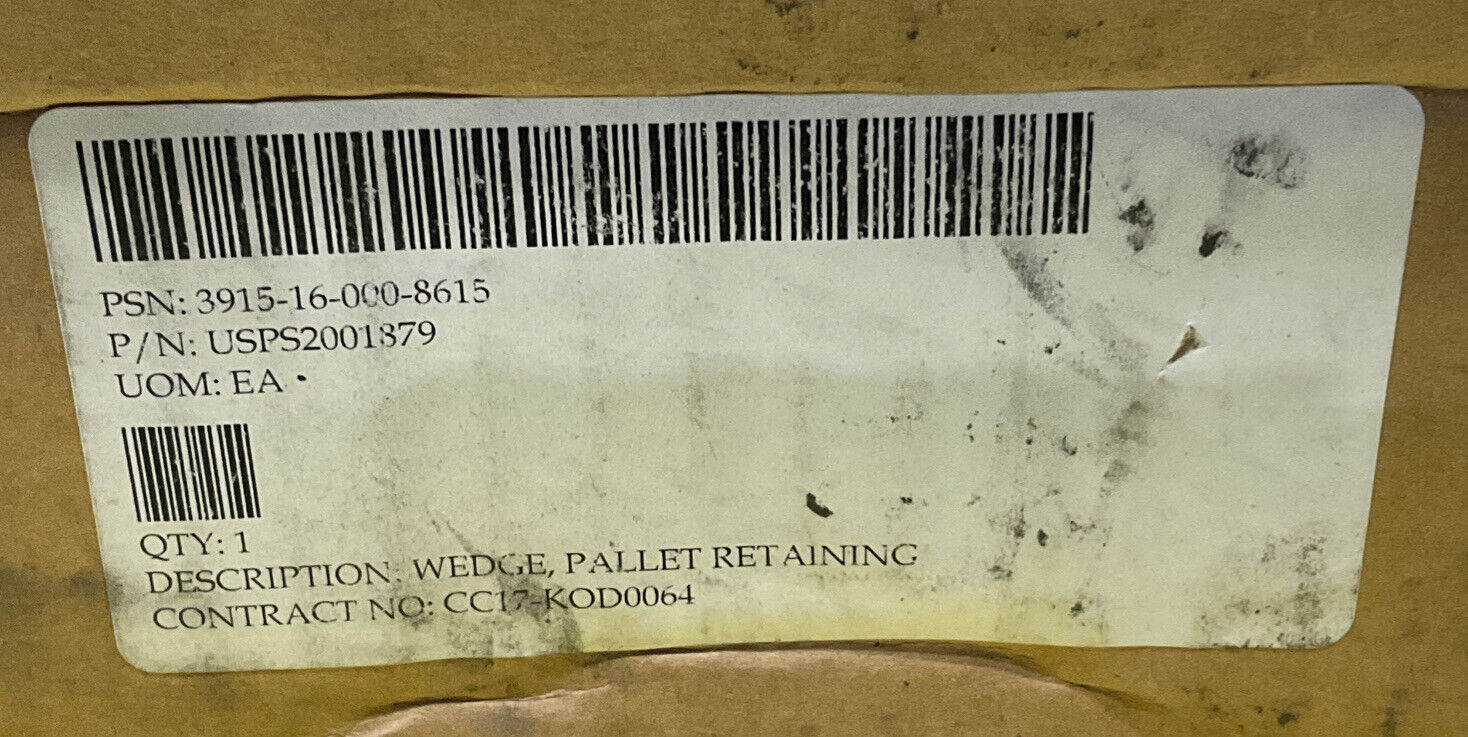 PSN: 3915-16-000-8615
P/N: USPS2001879
UOM: EA
QTY: 1
DESCRIPTION: WEDGE, PALLET RETAINING
CONTRACT NO: CC17-KOD0064